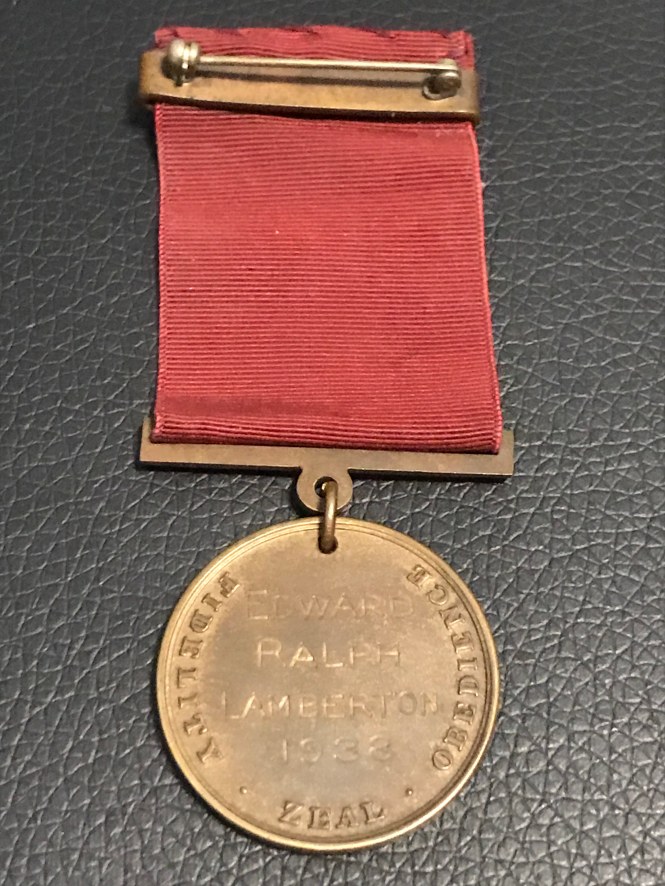 FIDELITY
ZEAL
OBEDIENCE
EDWARD
RALPH
LAMBERTON
1933